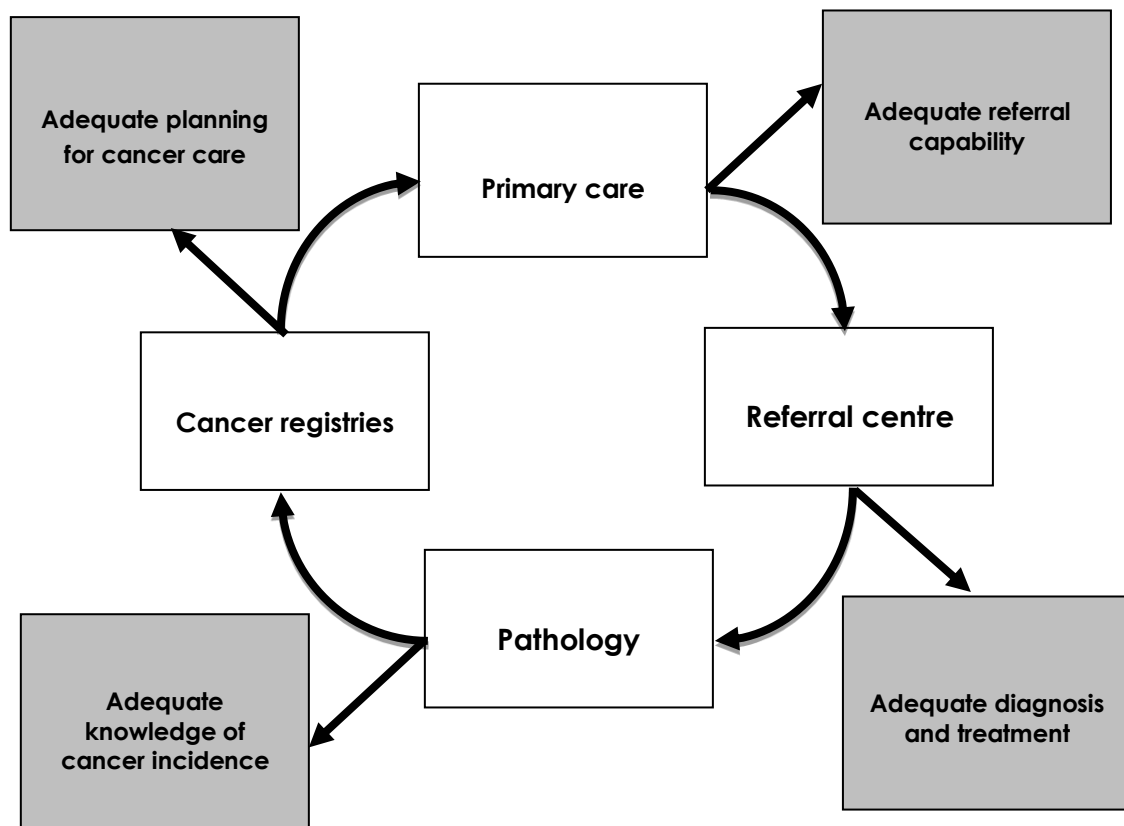 Adequate planning
for cancer care
Primary care
Adequate referral
capability
Cancer registries
Referral centre
Pathology
Adequate
knowledge of
cancer incidence
Adequate diagnosis
and treatment